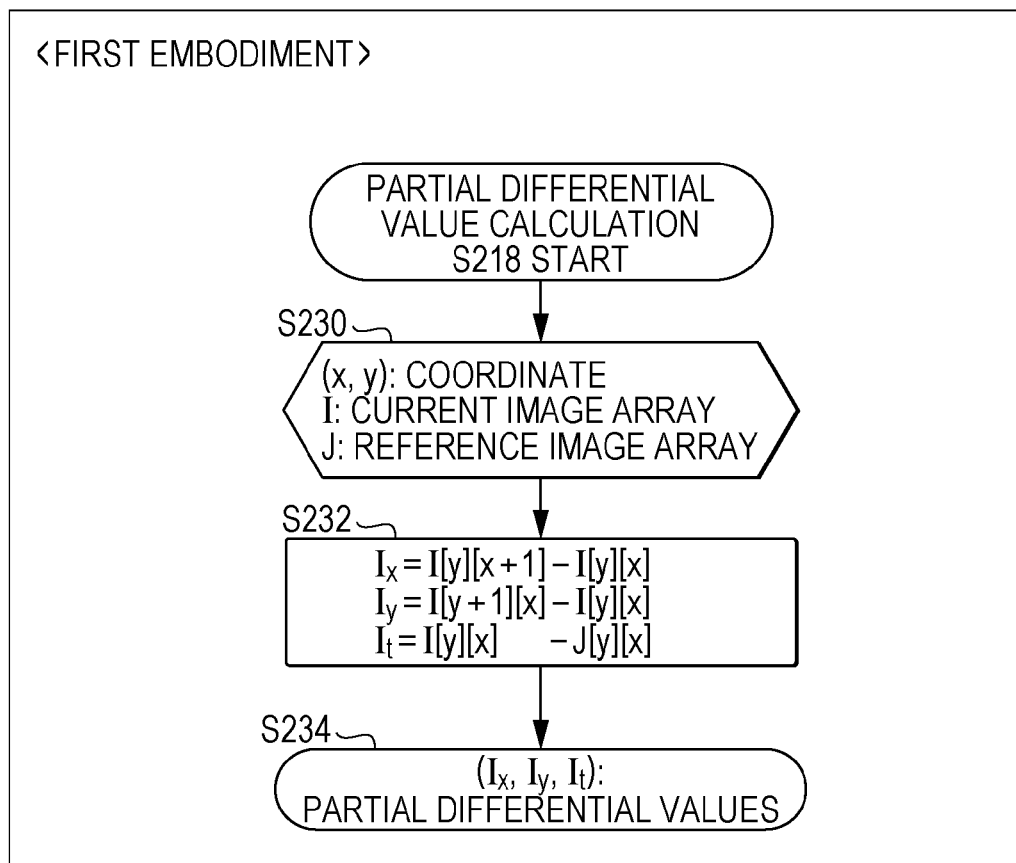 <FIRST EMBODIMENT>
PARTIAL DIFFERENTIAL
VALUE CALCULATION
S218 START
S230
(x, y): COORDINATE
I: CURRENT IMAGE ARRAY
J: REFERENCE IMAGE ARRAY
S232
Iₓ = I[y][x+1] – I[y][x]
I_y = I[y+1][x] – I[y][x]
Iₜ = I[y][x] – J[y][x]
S234
(Iₓ, I_y, Iₜ):
PARTIAL DIFFERENTIAL VALUES